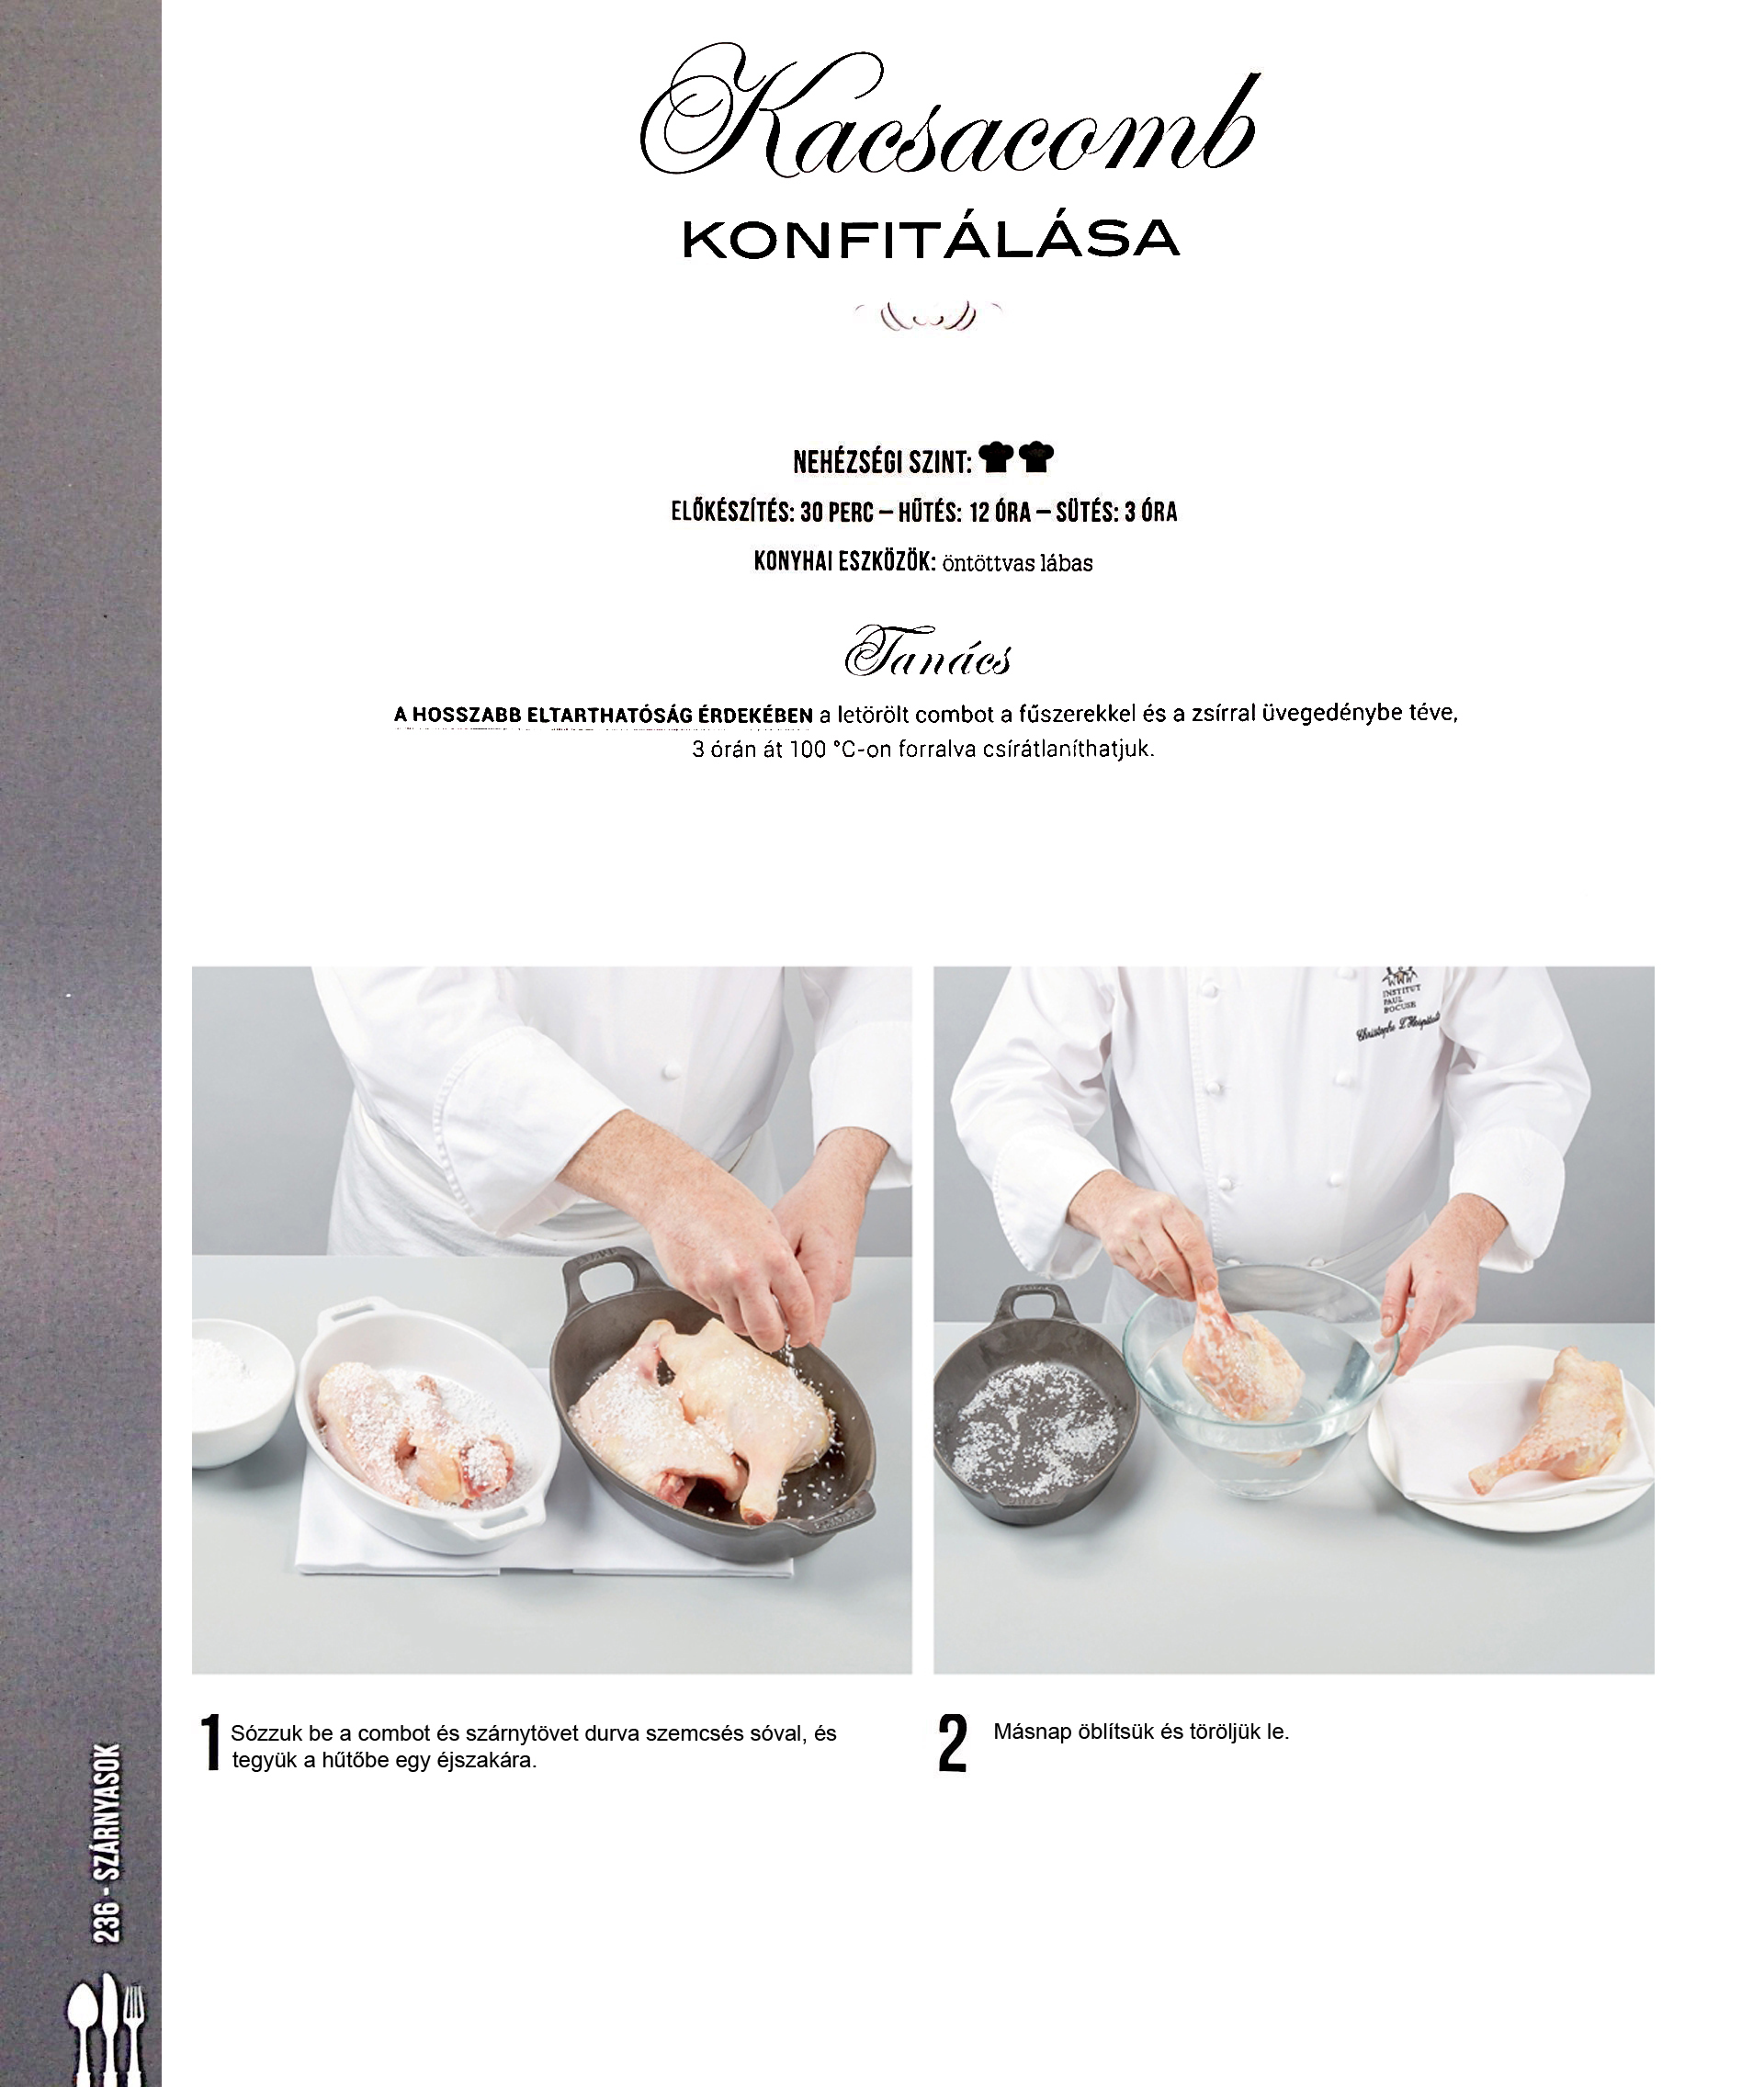 Kacsacomb
KONFITÁLÁSA
NEHÉZSÉGI SZINT:
ELŐKÉSZÍTÉS: 30 PERC – HŰTÉS: 12 ÓRA – SÜTÉS: 3 ÓRA
KONYHAI ESZKÖZÖK: öntöttvas lábas
Tanács
A HOSSZABB ELTARTHATÓSÁG ÉRDEKÉBEN a letörölt combot a fűszerekkel és a zsírral üvegedénybe téve,
3 órán át 100 °C-on forralva csírátlaníthatjuk.
INSTITUT
PAUL
BOCUSE
Christophe L'Hospitalier
1 Sózzuk be a combot és szárnytövet durva szemcsés sóval, és
tegyük a hűtőbe egy éjszakára.
2 Másnap öblítsük és töröljük le.
236 - SZÁRNYASOK